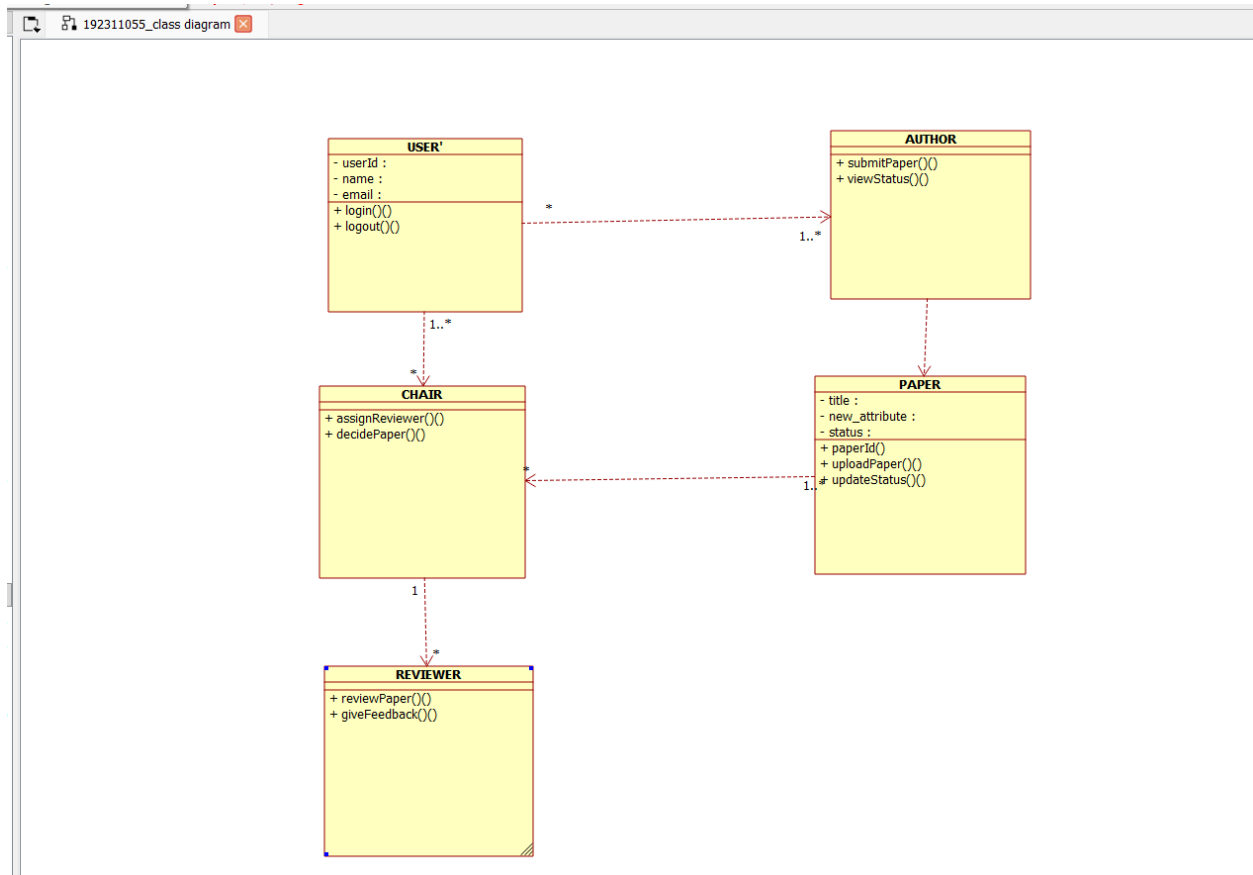 192311055_class diagram
USER'
- userId :
- name :
- email :
+ login()()
+ logout()()
AUTHOR
+ submitPaper()()
+ viewStatus()()
*
1..*
1..*
*
CHAIR
+ assignReviewer()()
+ decidePaper()()
PAPER
- title :
- new_attribute :
- status :
+ paperId()
+ uploadPaper()()
+ updateStatus()()
*
1..*
1
*
REVIEWER
+ reviewPaper()()
+ giveFeedback()()